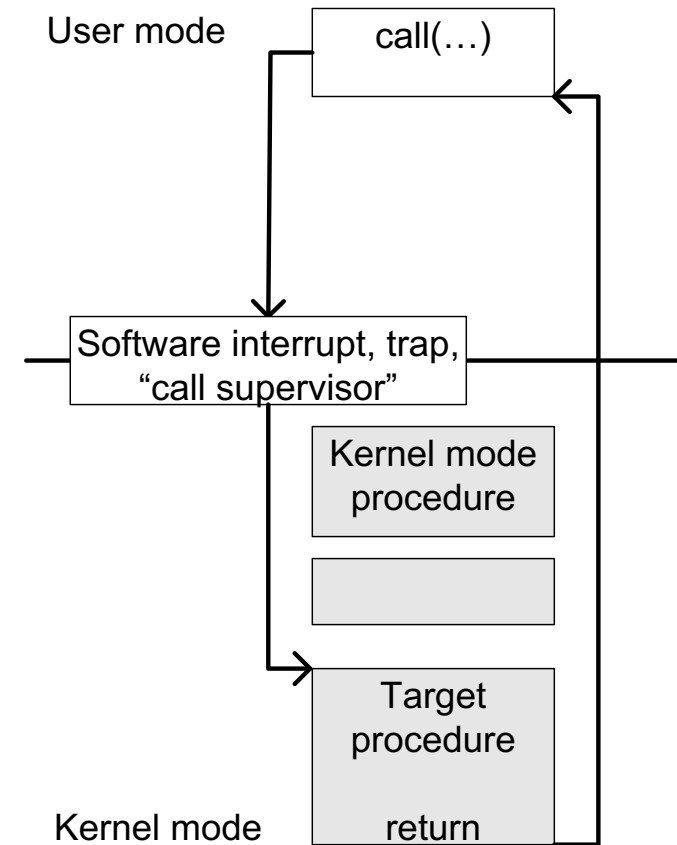 User mode
call(…)
Software interrupt, trap,
“call supervisor”
Kernel mode
procedure
Target
procedure
Kernel mode
return